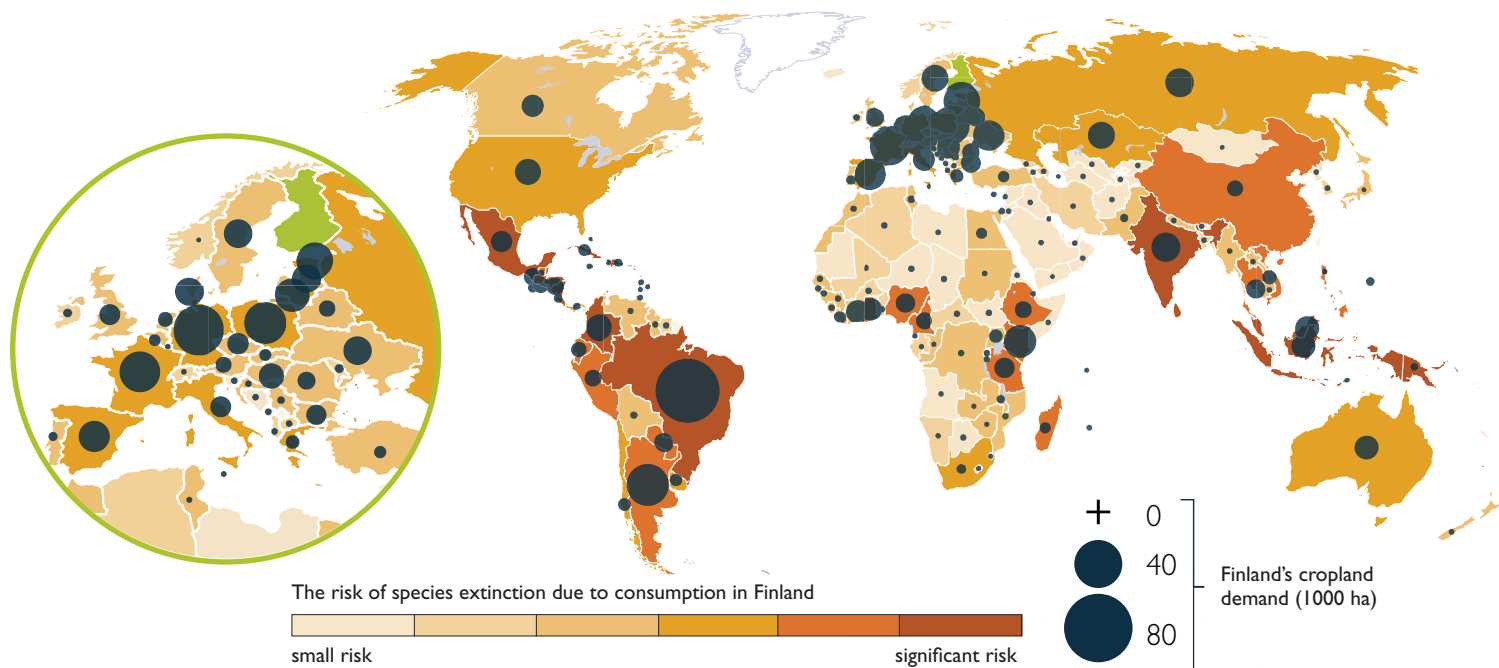 0
40
80
Finland's cropland
demand (1000 ha)
The risk of species extinction due to consumption in Finland
small risk
significant risk